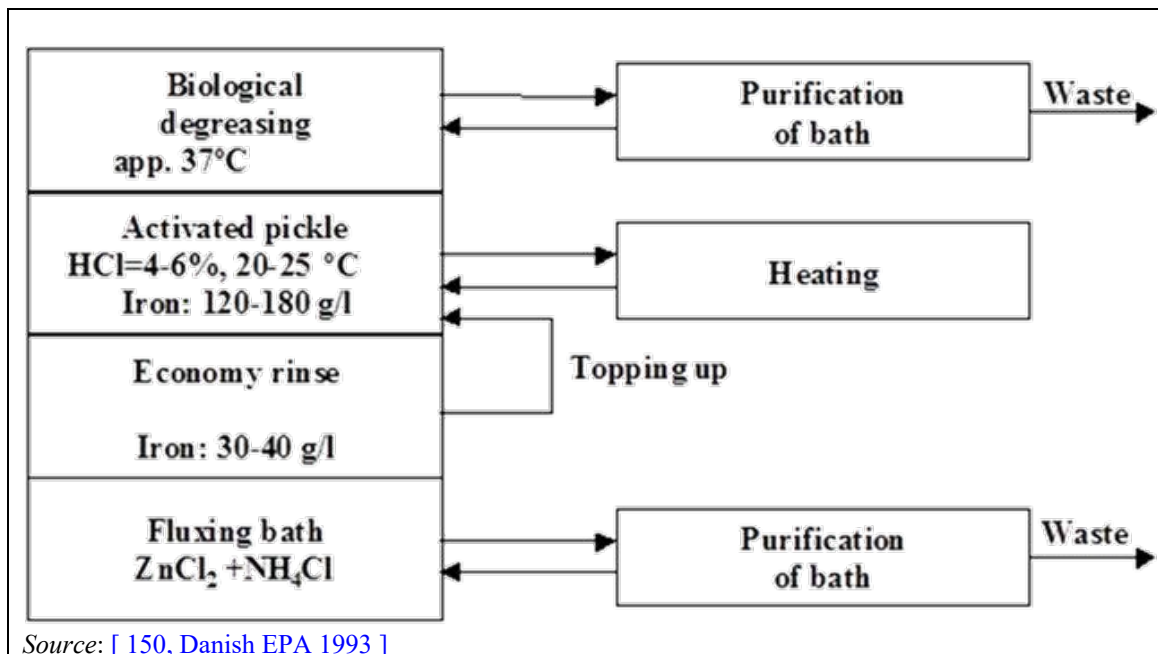 Biological
degreasing
app. 37°C
Purification
of bath
Waste
Activated pickle
HCl=4-6%, 20-25 °C
Iron: 120-180 g/l
Heating
Economy rinse
Iron: 30-40 g/l
Topping up
Fluxing bath
ZnCl₂ +NH₄Cl
Purification
of bath
Waste
Source: [ 150, Danish EPA 1993 ]